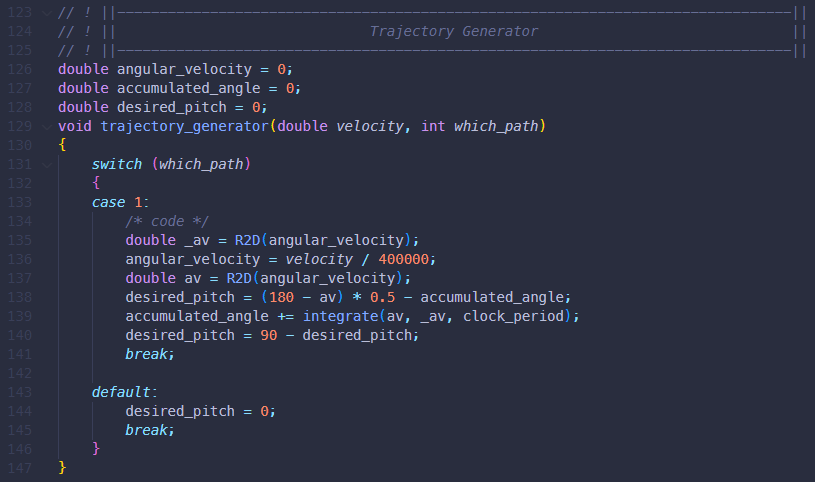 123 // ! ||————————————————————————————————————————————————————————————————————————————————||
124 // ! || Trajectory Generator ||
125 // ! ||————————————————————————————————————————————————————————————————————————————————||
126 double angular_velocity = 0;
127 double accumulated_angle = 0;
128 double desired_pitch = 0;
129 void trajectory_generator(double velocity, int which_path)
130 {
131     switch (which_path)
132     {
133     case 1:
134         /* code */
135         double _av = R2D(angular_velocity);
136         angular_velocity = velocity / 400000;
137         double av = R2D(angular_velocity);
138         desired_pitch = (180 - av) * 0.5 - accumulated_angle;
139         accumulated_angle += integrate(av, _av, clock_period);
140         desired_pitch = 90 - desired_pitch;
141         break;
142
143     default:
144         desired_pitch = 0;
145         break;
146     }
147 }